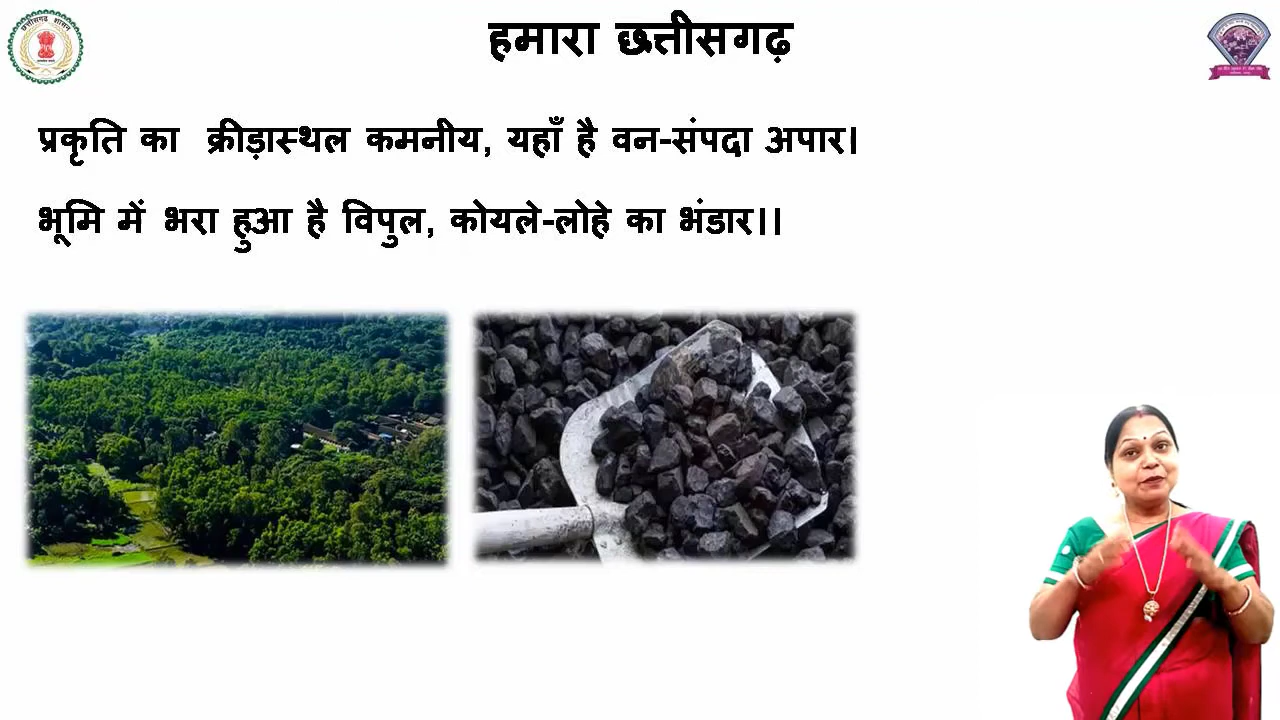 हमारा छत्तीसगढ़
प्रकृति का क्रीड़ास्थल कमनीय, यहाँ है वन-संपदा अपार।
भूमि में भरा हुआ है विपुल, कोयले-लोहे का भंडार।।